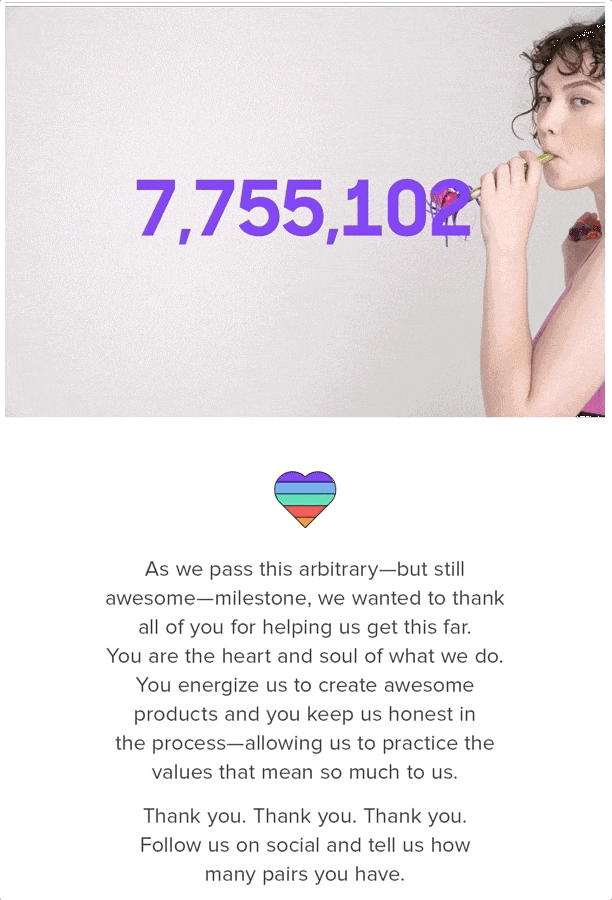 7,755,102
As we pass this arbitrary—but still
awesome—milestone, we wanted to thank
all of you for helping us get this far.
You are the heart and soul of what we do.
You energize us to create awesome
products and you keep us honest in
the process—allowing us to practice the
values that mean so much to us.
Thank you. Thank you. Thank you.
Follow us on social and tell us how
many pairs you have.